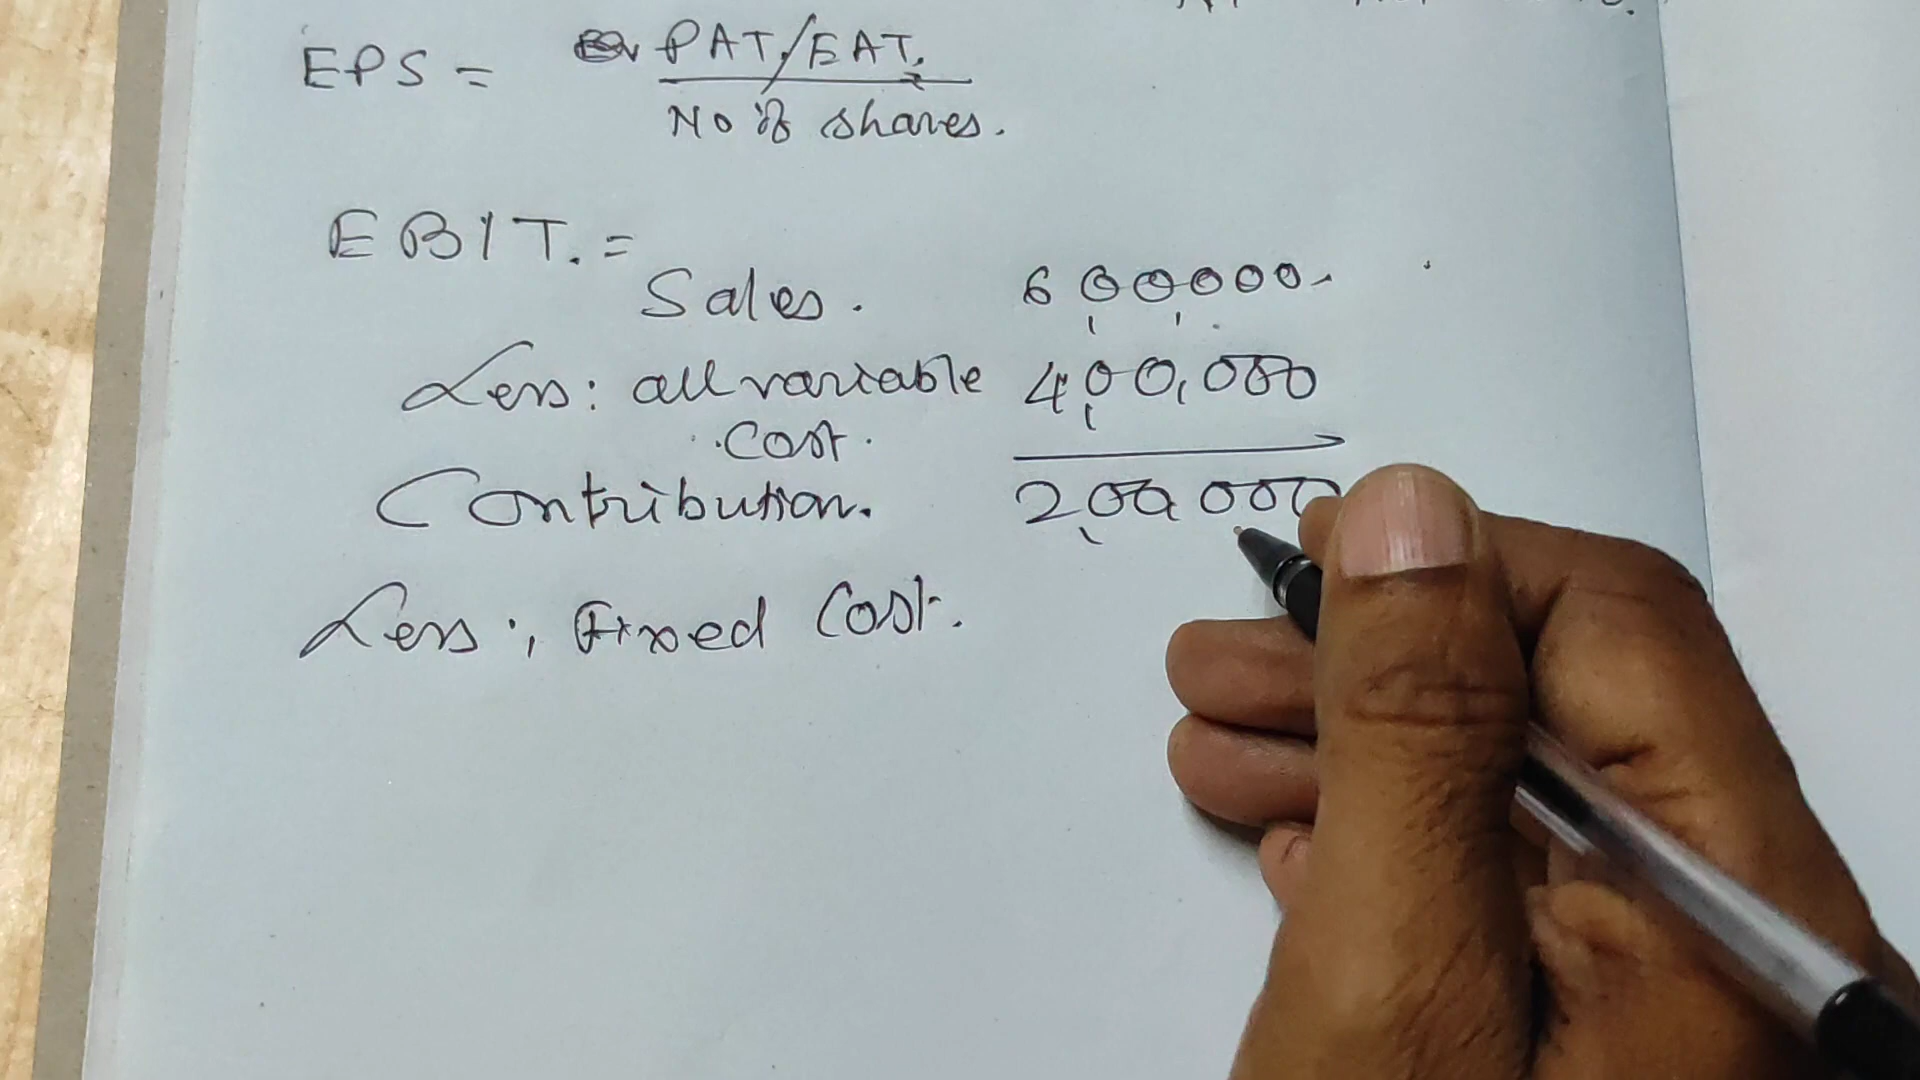 EPS = PAT/EAT.
No of shares.
EBIT. =
Sales. 600000
Less: all variable 400,000
cost.
Contribution. 200000
Less: Fixed Cost.